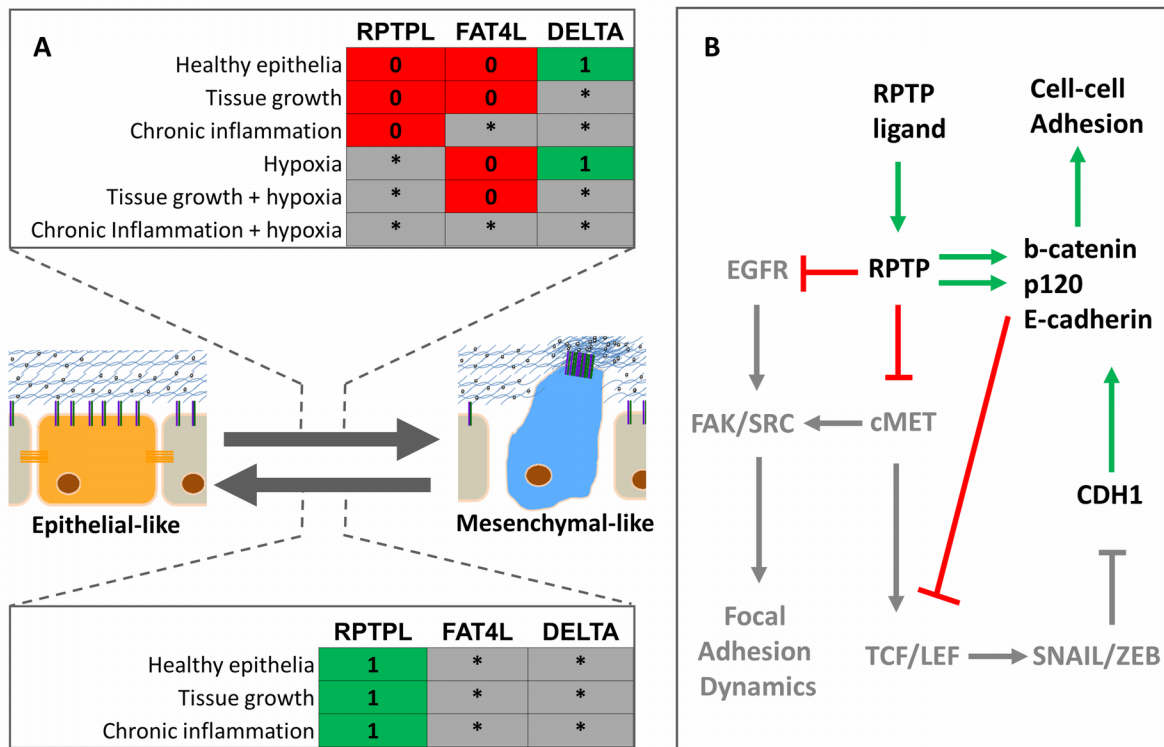 A
RPTPL FAT4L DELTA
Healthy epithelia 0 0 1
Tissue growth 0 0 *
Chronic inflammation 0 * *
Hypoxia * 0 1
Tissue growth + hypoxia * 0 *
Chronic Inflammation + hypoxia * * *
Epithelial-like
Mesenchymal-like
RPTPL FAT4L DELTA
Healthy epithelia 1 * *
Tissue growth 1 * *
Chronic inflammation 1 * *
B
RPTP
ligand
Cell-cell
Adhesion
EGFR
RPTP
b-catenin
p120
E-cadherin
FAK/SRC
cMET
CDH1
Focal
Adhesion
Dynamics
TCF/LEF
SNAIL/ZEB